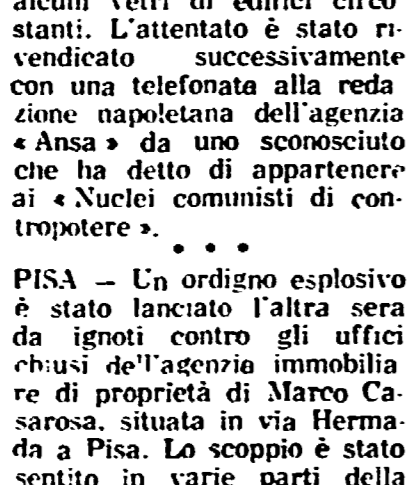 alcuni vetri di edifici circo
stanti. L'attentato è stato ri-
vendicato successivamente
con una telefonata alla reda
zione napoletana dell'agenzia
« Ansa » da uno sconosciuto
che ha detto di appartenere
ai « Nuclei comunisti di con-
tropotere ».
• • •
PISA — Un ordigno esplosivo
è stato lanciato l'altra sera
da ignoti contro gli uffici
chiusi dell'agenzia immobilia
re di proprietà di Marco Ca-
sarosa, situata in via Herma-
da a Pisa. Lo scoppio è stato
sentito in varie parti della